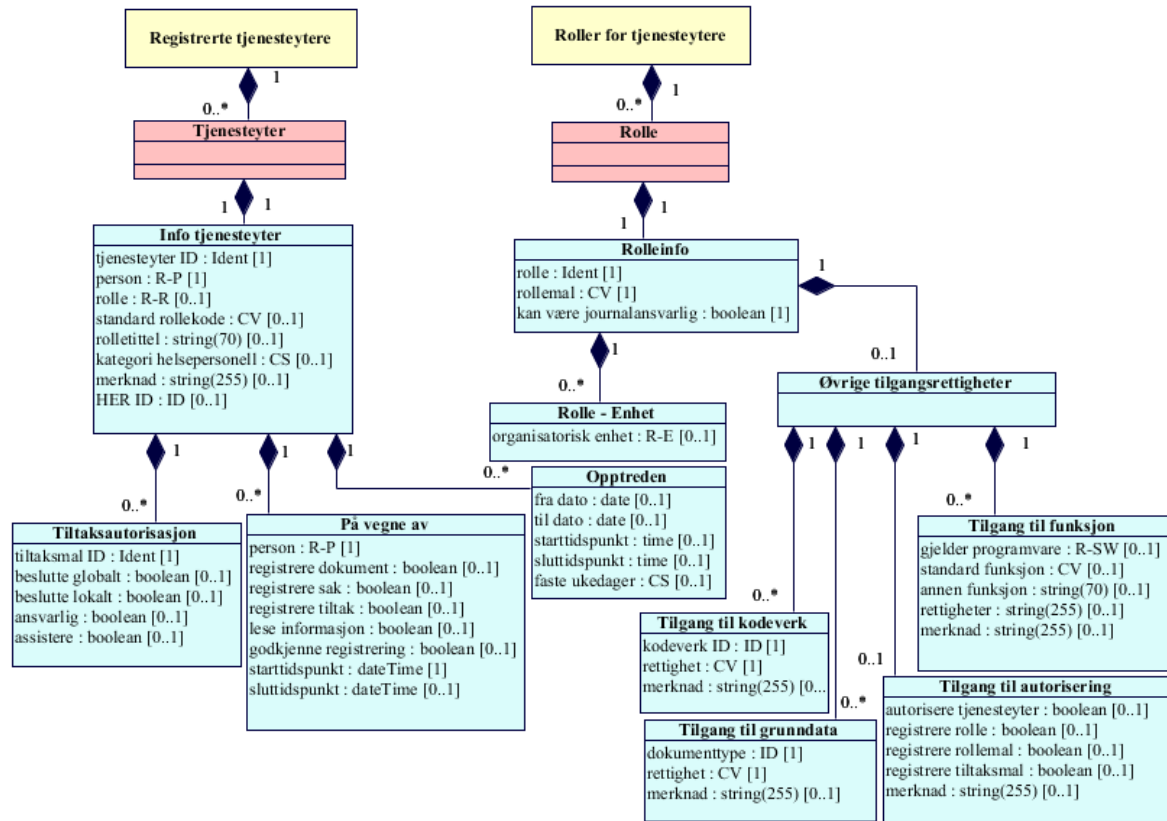 Registrerte tjenesteytere
1
0..*
Tjenesteyter
1
1
Info tjenesteyter
tjenesteyter ID : Ident [1]
person : R-P [1]
rolle : R-R [0..1]
standard rollekode : CV [0..1]
rolletittel : string(70) [0..1]
kategori helsepersonell : CS [0..1]
merknad : string(255) [0..1]
HER ID : ID [0..1]
1
1
1
0..*
0..*
0..*
Tiltaksautorisasjon
tiltaksmal ID : Ident [1]
beslutte globalt : boolean [0..1]
beslutte lokalt : boolean [0..1]
ansvarlig : boolean [0..1]
assistere : boolean [0..1]
På vegne av
person : R-P [1]
registrere dokument : boolean [0..1]
registrere sak : boolean [0..1]
registrere tiltak : boolean [0..1]
lese informasjon : boolean [0..1]
godkjenne registrering : boolean [0..1]
starttidspunkt : dateTime [1]
sluttidspunkt : dateTime [0..1]
Opptreden
fra dato : date [0..1]
til dato : date [0..1]
starttidspunkt : time [0..1]
sluttidspunkt : time [0..1]
faste ukedager : CS [0..1]
Roller for tjenesteytere
1
0..*
Rolle
1
1
Rolleinfo
rolle : Ident [1]
rollemal : CV [1]
kan være journalansvarlig : boolean [1]
1
0..*
Rolle - Enhet
organisatorisk enhet : R-E [0..1]
1
0..1
Øvrige tilgangsrettigheter
1
1
1
1
0..*
0..*
0..1
0..*
Tilgang til kodeverk
kodeverk ID : ID [1]
rettighet : CV [1]
merknad : string(255) [0...
Tilgang til grunndata
dokumenttype : ID [1]
rettighet : CV [1]
merknad : string(255) [0..1]
Tilgang til funksjon
gjelder programvare : R-SW [0..1]
standard funksjon : CV [0..1]
annen funksjon : string(70) [0..1]
rettigheter : string(255) [0..1]
merknad : string(255) [0..1]
Tilgang til autorisering
autorisere tjenesteyter : boolean [0..1]
registrere rolle : boolean [0..1]
registrere rollemal : boolean [0..1]
registrere tiltaksmal : boolean [0..1]
merknad : string(255) [0..1]